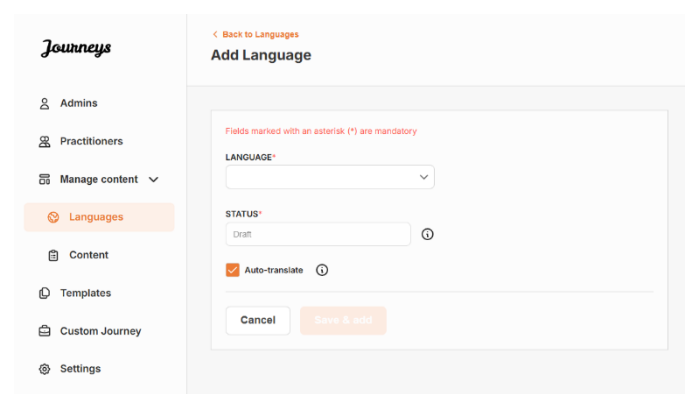 Journeys
Admins
Practitioners
Manage content
Languages
Content
Templates
Custom Journey
Settings
Back to Languages
Add Language
Fields marked with an asterisk (*) are mandatory
LANGUAGE*
STATUS*
Draft
Auto-translate
Cancel
Save & add